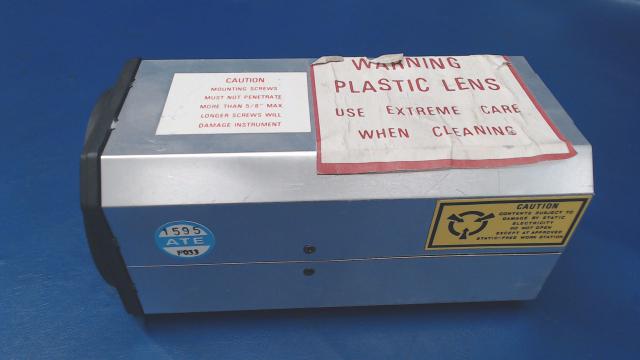 CAUTION
MOUNTING SCREWS
MUST NOT PENETRATE
MORE THAN 5/8" MAX
LONGER SCREWS WILL
DAMAGE INSTRUMENT
WARNING
PLASTIC LENS
USE EXTREME CARE
WHEN CLEANING
1595
ATE
F033
CAUTION
CONTENTS SUBJECT TO
DAMAGE BY STATIC
ELECTRICITY
DO NOT OPEN
EXCEPT AT APPROVED
STATIC-FREE WORK STATION